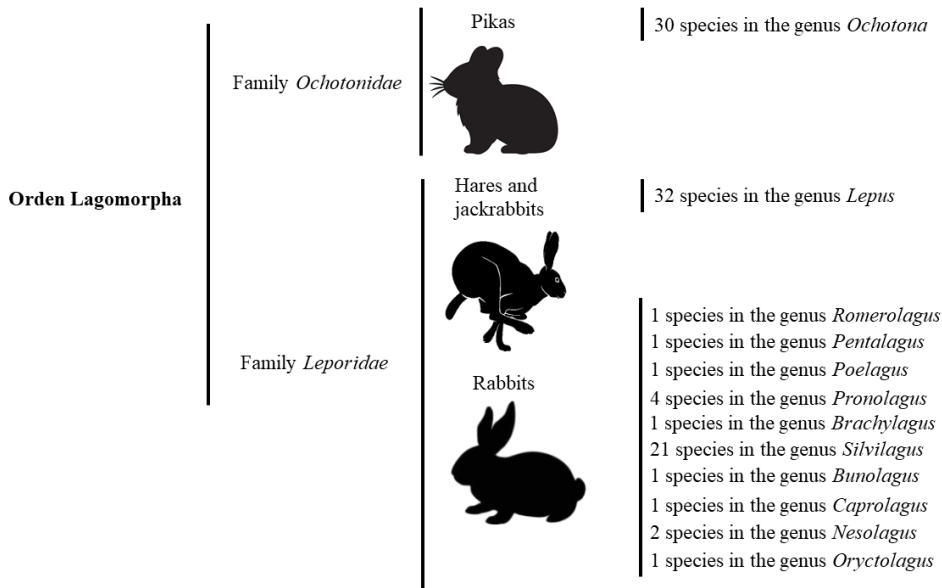 Orden Lagomorpha
Family Ochotonidae
Pikas
30 species in the genus Ochotona
Family Leporidae
Hares and
jackrabbits
32 species in the genus Lepus
Rabbits
1 species in the genus Romerolagus
1 species in the genus Pentalagus
1 species in the genus Poelagus
4 species in the genus Pronolagus
1 species in the genus Brachylagus
21 species in the genus Silvilagus
1 species in the genus Bunolagus
1 species in the genus Caprolagus
2 species in the genus Nesolagus
1 species in the genus Oryctolagus